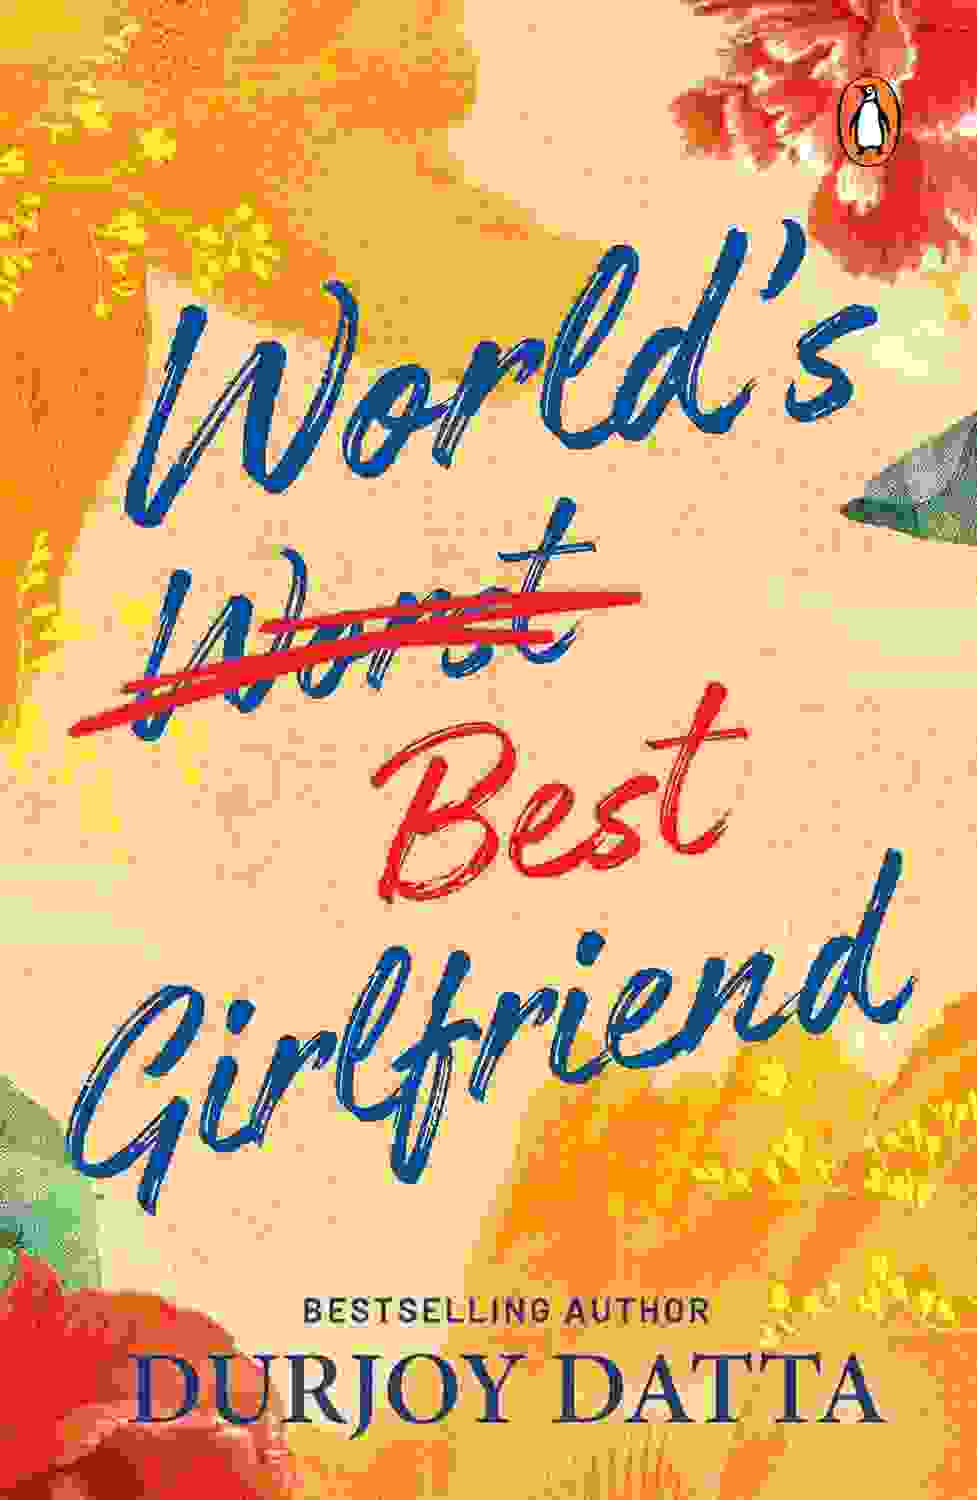 World's
Worst
Best
Girlfriend
BESTSELLING AUTHOR
DURJOY DATTA